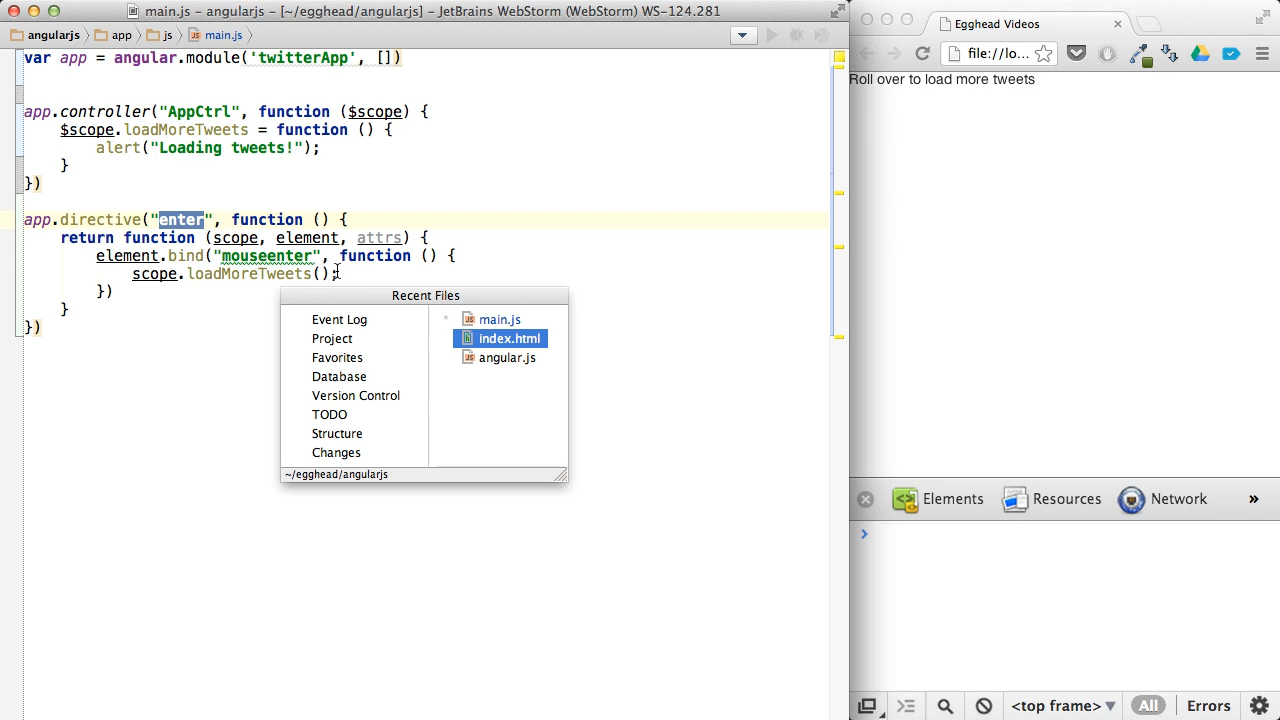 main.js – angularjs – [~/egghead/angularjs] – JetBrains WebStorm (WebStorm) WS-124.281
angularjs app js main.js
var app = angular.module('twitterApp', [])
app.controller("AppCtrl", function ($scope) {
$scope.loadMoreTweets = function () {
alert("Loading tweets!");
}
})
app.directive("enter", function () {
return function (scope, element, attrs) {
element.bind("mouseenter", function () {
scope.loadMoreTweets();
})
}
})
Recent Files
Event Log
Project
Favorites
Database
Version Control
TODO
Structure
Changes
main.js
index.html
angular.js
~/egghead/angularjs
Egghead Videos
file://lo...
Roll over to load more tweets
Elements Resources Network »
<top frame> All Errors